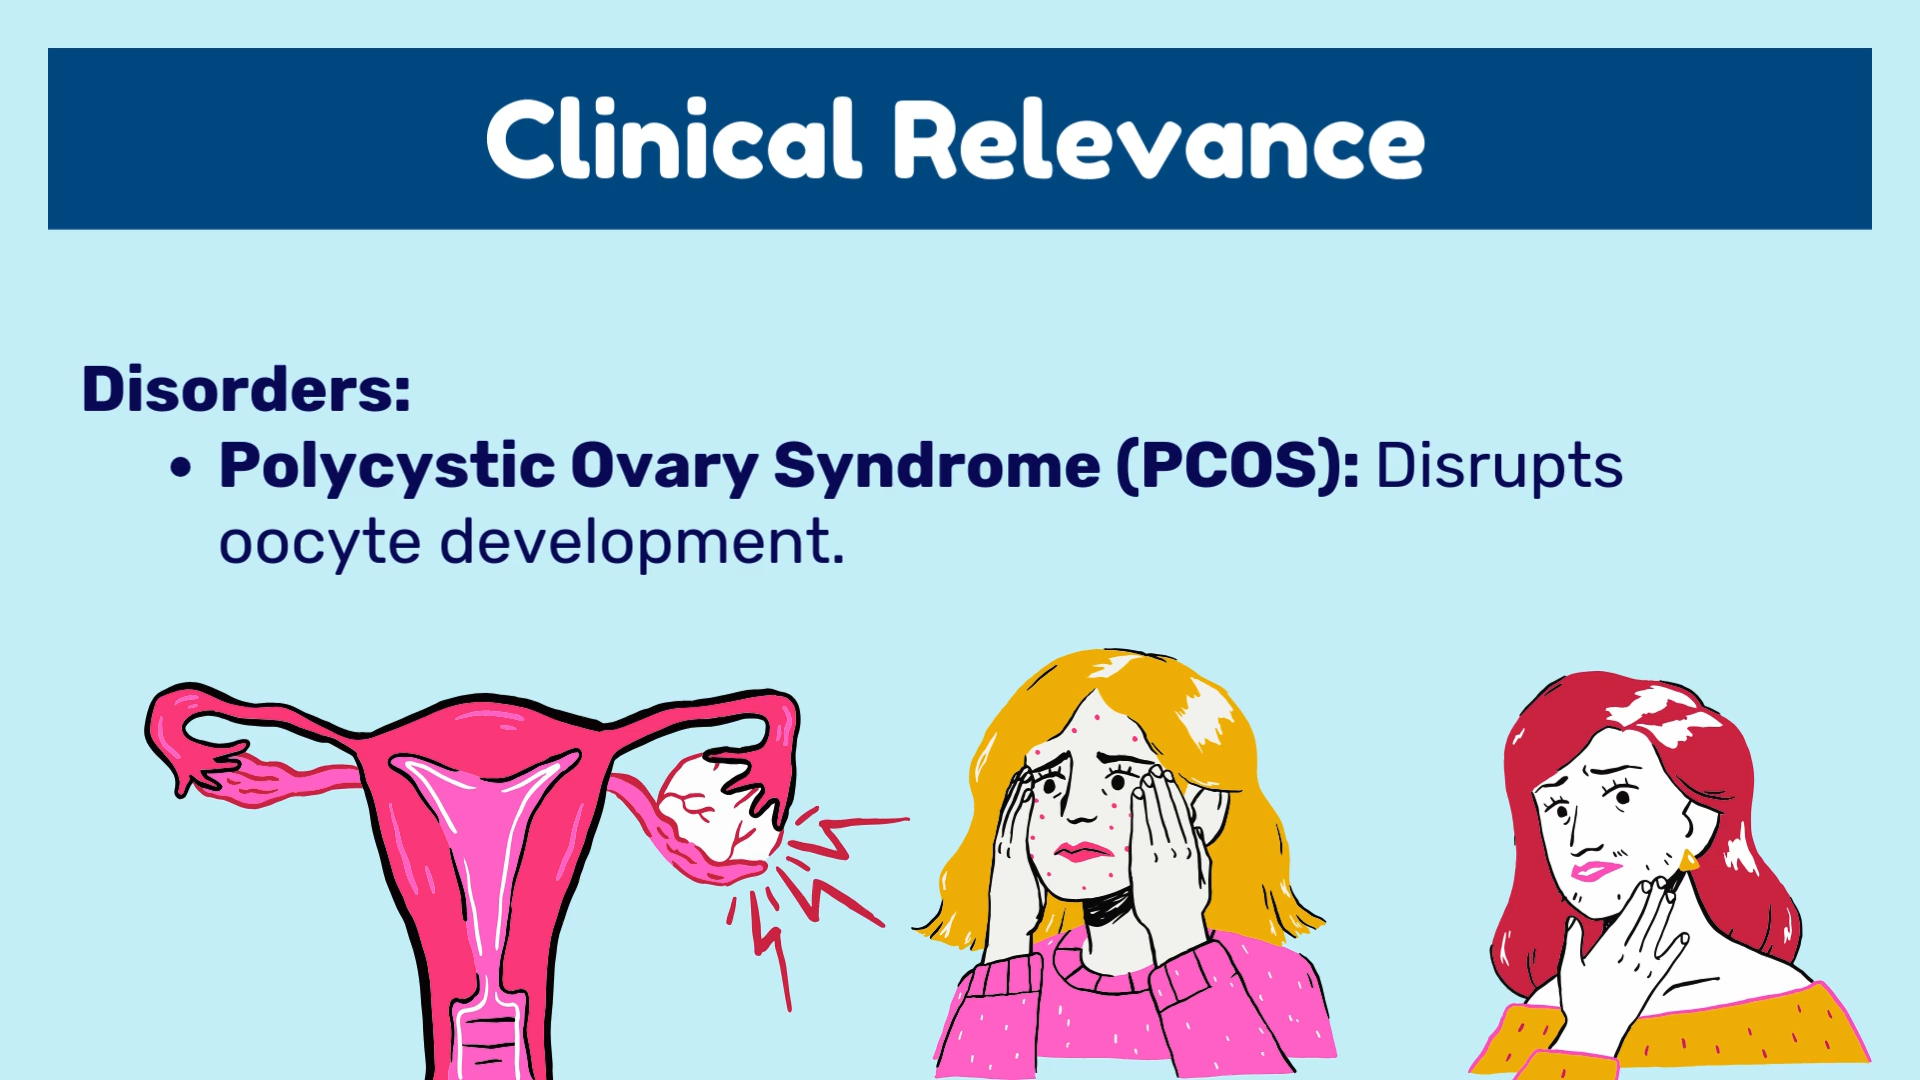 Clinical Relevance
Disorders:
• Polycystic Ovary Syndrome (PCOS): Disrupts
oocyte development.